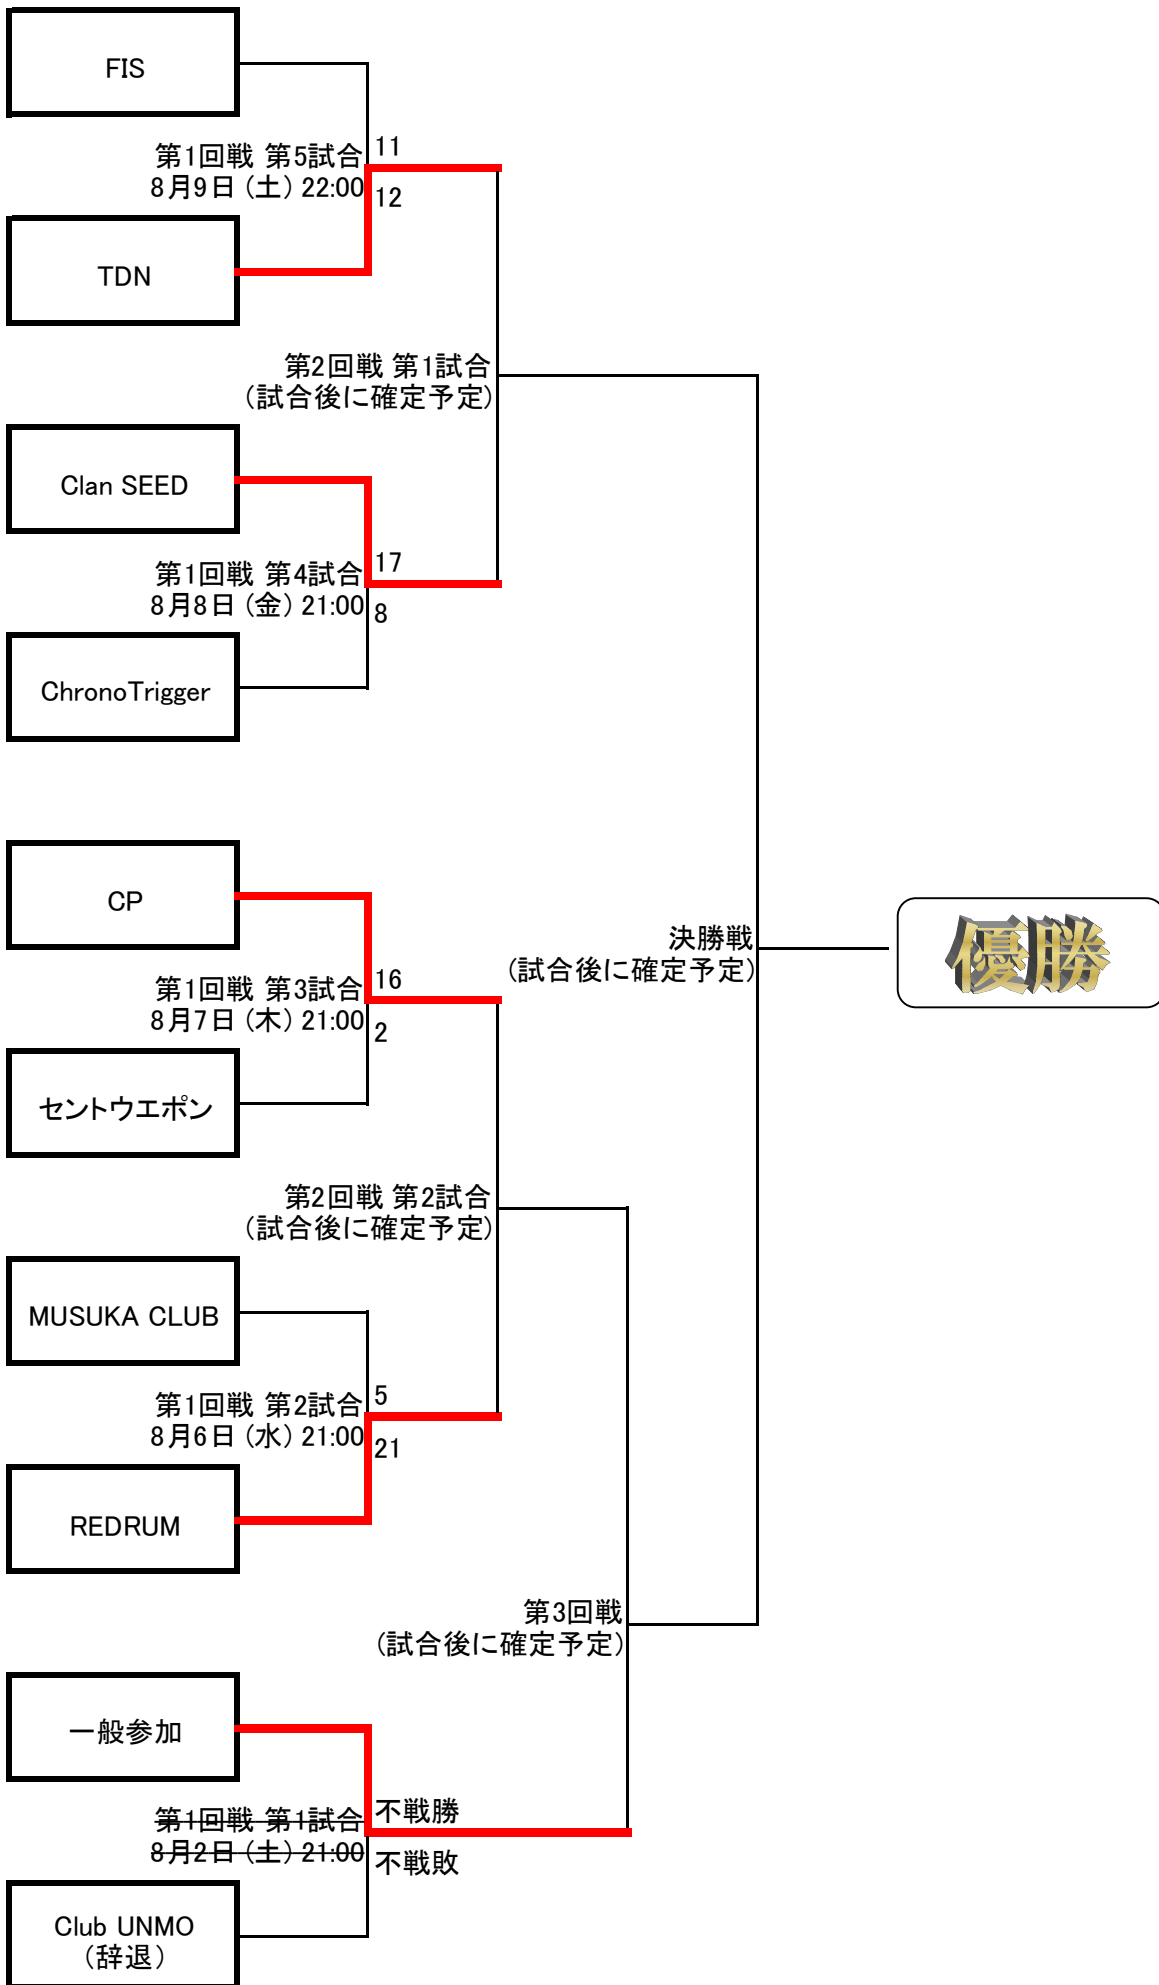 FIS
11
第1回戦 第5試合
8月9日(土)22:00
12
TDN
第2回戦 第1試合
(試合後に確定予定)
Clan SEED
17
第1回戦 第4試合
8月8日(金)21:00
8
ChronoTrigger
CP
決勝戦
(試合後に確定予定)
優勝
16
第1回戦 第3試合
8月7日(木)21:00
2
セントウエポン
第2回戦 第2試合
(試合後に確定予定)
MUSUKA CLUB
5
第1回戦 第2試合
8月6日(水)21:00
21
REDRUM
第3回戦
(試合後に確定予定)
一般参加
不戦勝
第1回戦 第1試合
8月2日(土)21:00
不戦敗
Club UNMO
(辞退)